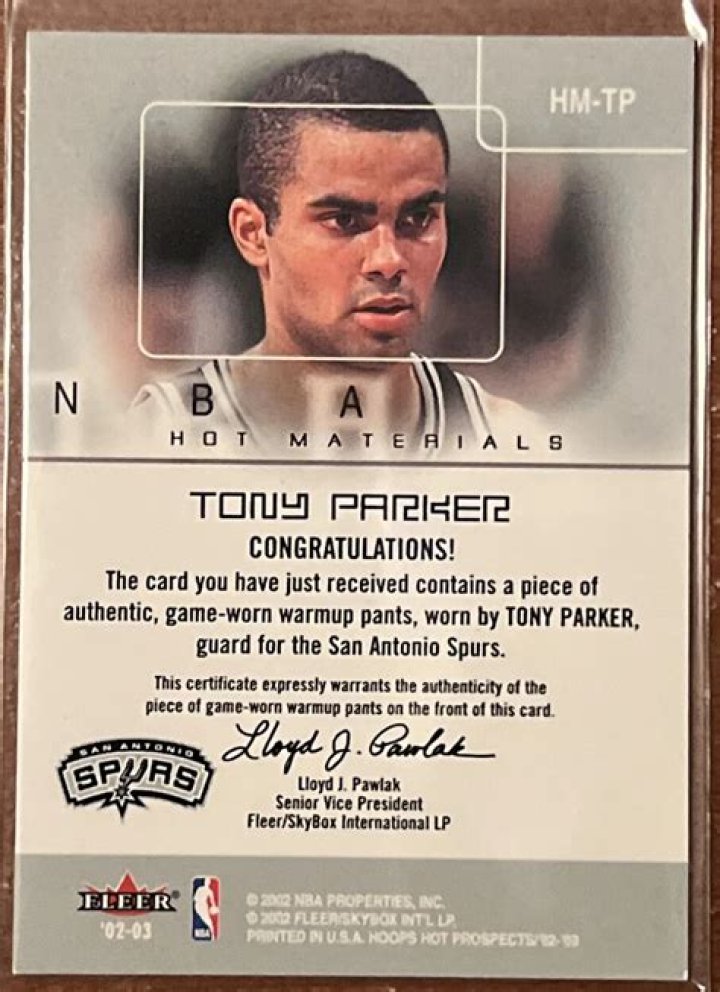 HM-TP
N B A
HOT MATERIALS
TONY PARKER
CONGRATULATIONS!
The card you have just received contains a piece of
authentic, game-worn warmup pants, worn by TONY PARKER,
guard for the San Antonio Spurs.
This certificate expressly warrants the authenticity of the
piece of game-worn warmup pants on the front of this card.
Lloyd J. Pawlak
SAN ANTONIO
SPURS
Lloyd J. Pawlak
Senior Vice President
Fleer/SkyBox International LP
FLEER®
'02-03
NBA
© 2002 NBA PROPERTIES, INC.
© 2002 FLEER/SKYBOX INT'L LP.
PRINTED IN U.S.A. HOOPS HOT PROSPECTS/'02-'03